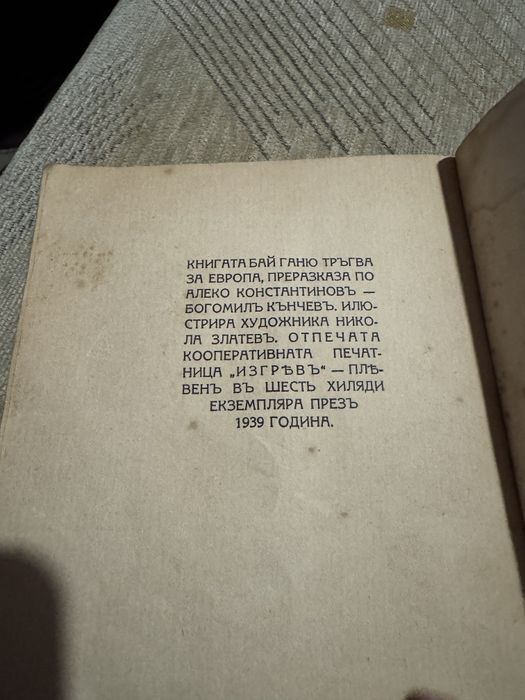 КНИГАТА БАЙ ГАНЮ ТРЪГВА
ЗА ЕВРОПА, ПРЕРАЗКАЗА ПО
АЛЕКО КОНСТАНТИНОВЪ —
БОГОМИЛЪ КЪНЧЕВЪ. ИЛЮ-
СТРИРА ХУДОЖНИКА НИКО-
ЛА ЗЛАТЕВЪ. ОТПЕЧАТА
КООПЕРАТИВНАТА ПЕЧАТ-
НИЦА „ИЗГРѢВЪ“ — ПЛѢ-
ВЕНЪ ВЪ ШЕСТЬ ХИЛЯДИ
ЕКЗЕМПЛЯРА ПРЕЗЪ
1939 ГОДИНА.